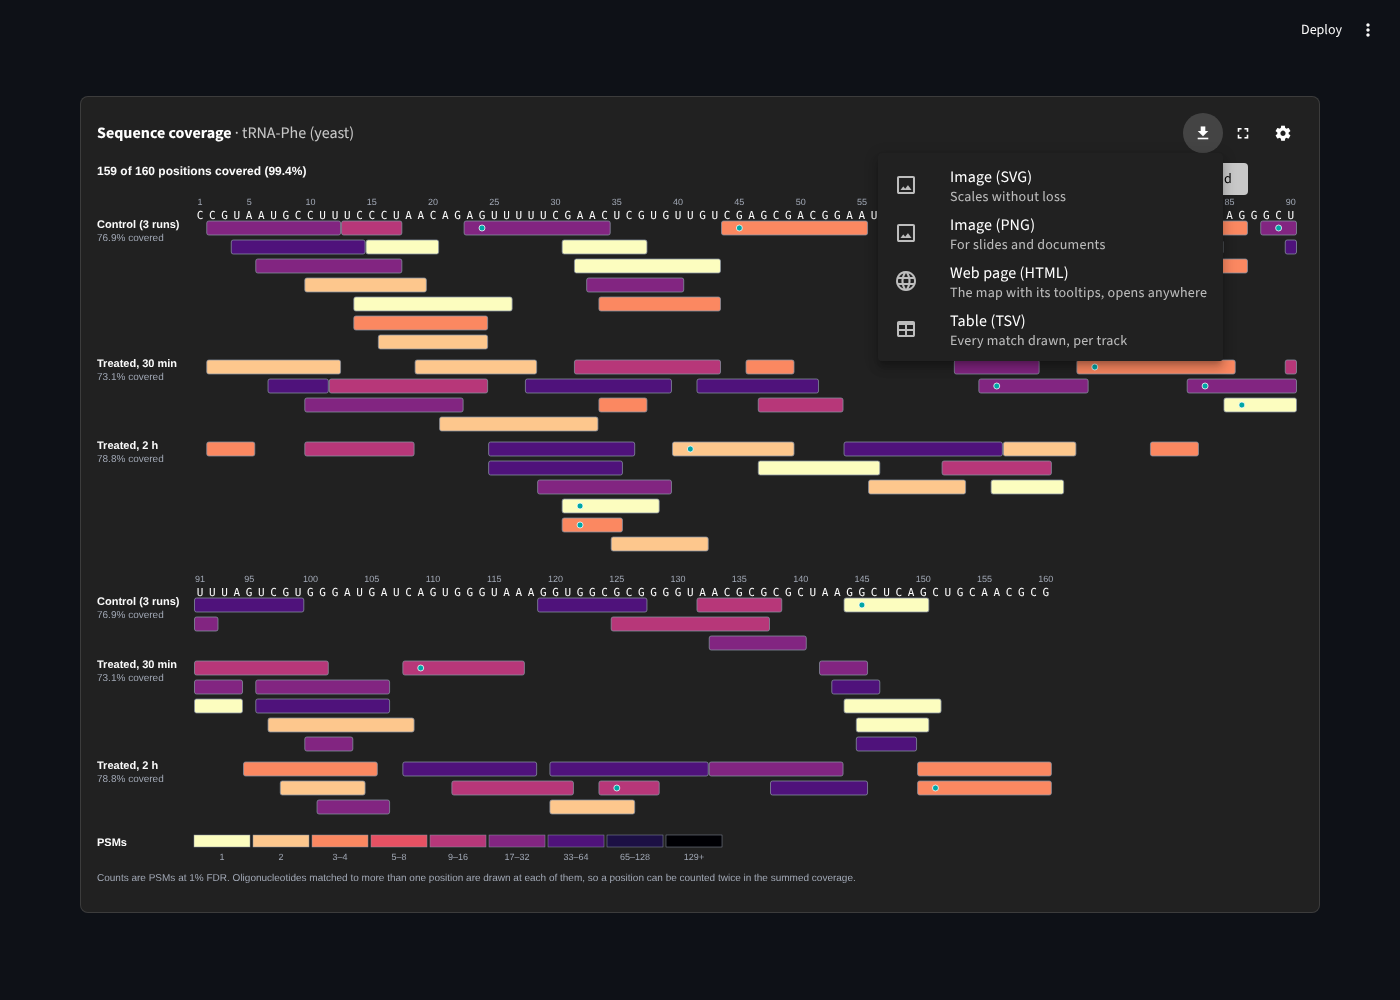 Deploy
Sequence coverage · tRNA-Phe (yeast)
159 of 160 positions covered (99.4%)
d
Image (SVG)
Scales without loss
Image (PNG)
For slides and documents
Web page (HTML)
The map with its tooltips, opens anywhere
Table (TSV)
Every match drawn, per track
1 5 10 15 20 25 30 35 40 45 50 55 85 90
C C G U A A U G C C U U U C C C U A A C A G A G U U U U U C G A A C U C G U G U U G U C G A G C G A C G G A A U A G G G C U
Control (3 runs)
76.9% covered
Treated, 30 min
73.1% covered
Treated, 2 h
78.8% covered
91 95 100 105 110 115 120 125 130 135 140 145 150 155 160
U U U A G U C G U G G G A U G A U C A G U G G G U A A A G G U G G C G C G G G G U A A C G C G C G C U A A G G C U C A G C U G C A A C G C G
Control (3 runs)
76.9% covered
Treated, 30 min
73.1% covered
Treated, 2 h
78.8% covered
PSMs
1 2 3–4 5–8 9–16 17–32 33–64 65–128 129+
Counts are PSMs at 1% FDR. Oligonucleotides matched to more than one position are drawn at each of them, so a position can be counted twice in the summed coverage.